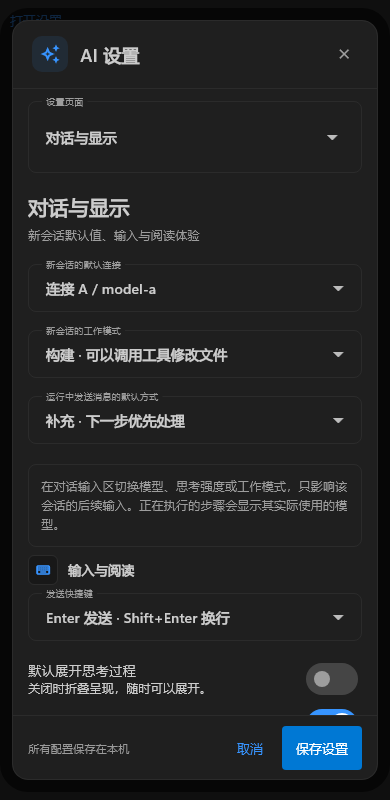 打开设置
AI 设置
设置页面
对话与显示
对话与显示
新会话默认值、输入与阅读体验
新会话的默认连接
连接 A / model-a
新会话的工作模式
构建 · 可以调用工具修改文件
运行中发送消息的默认方式
补充 · 下一步优先处理
在对话输入区切换模型、思考强度或工作模式，只影响该
会话的后续输入。正在执行的步骤会显示其实际使用的模
型。
输入与阅读
发送快捷键
Enter 发送 · Shift+Enter 换行
默认展开思考过程
关闭时折叠呈现，随时可以展开。
所有配置保存在本机
取消
保存设置